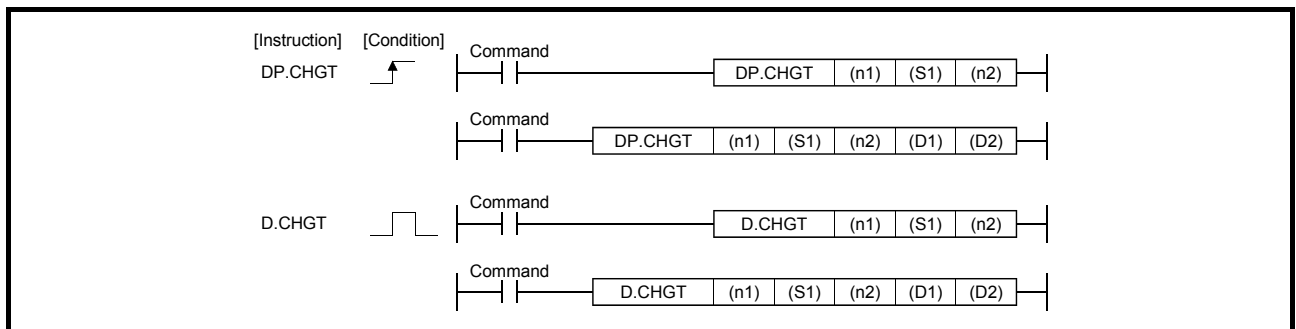 [Instruction] [Condition] Command
DP.CHGT DP.CHGT (n1) (S1) (n2)
Command
DP.CHGT (n1) (S1) (n2) (D1) (D2)
Command
D.CHGT D.CHGT (n1) (S1) (n2)
Command
D.CHGT (n1) (S1) (n2) (D1) (D2)